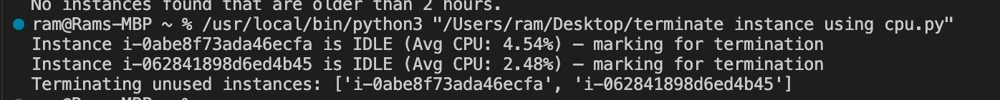 No instances found that are older than 2 hours.
ram@Rams-MBP ~ % /usr/local/bin/python3 "/Users/ram/Desktop/terminate instance using cpu.py"
Instance i-0abe8f73ada46ecfa is IDLE (Avg CPU: 4.54%) — marking for termination
Instance i-062841898d6ed4b45 is IDLE (Avg CPU: 2.48%) — marking for termination
Terminating unused instances: ['i-0abe8f73ada46ecfa', 'i-062841898d6ed4b45']